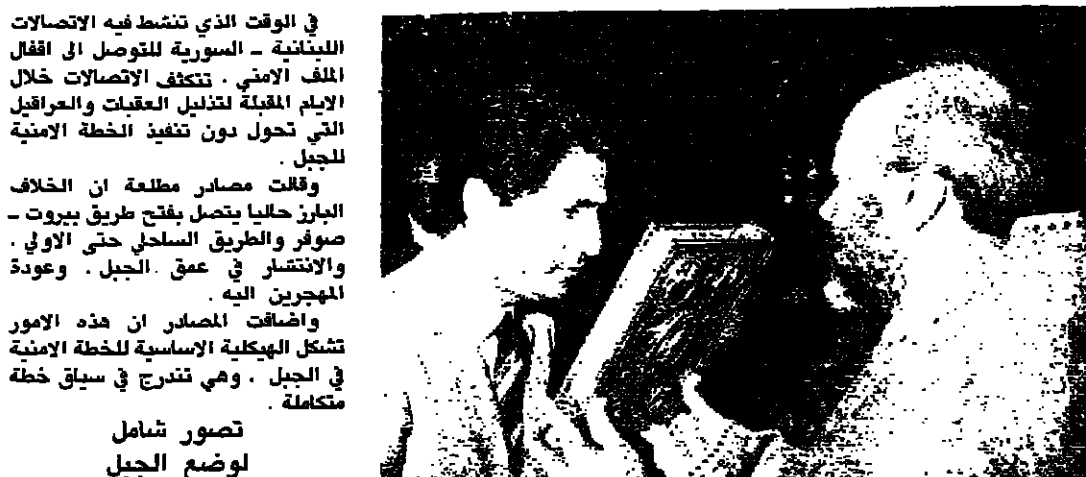 في الوقت الذي تنشط فيه الاتصالات
اللبنانية - السورية للتوصل الى اقفال
الملف الامني . تتكثف الاتصالات خلال
الايام المقبلة لتذليل العقبات والعراقيل
التي تحول دون تنفيذ الخطة الامنية
للجبل .
وقالت مصادر مطلعة ان الخلاف
البارز حاليا يتصل بفتح طريق بيروت -
صوفر والطريق الساحلي حتى الاولي .
والانتشار في عمق الجبل . وعودة
المهجرين اليه .
واضافت المصادر ان هذه الامور
تشكل الهيكلية الاساسية للخطة الامنية
في الجبل . وهي تندرج في سياق خطة
متكاملة .
تصور شامل
لوضع الجبل